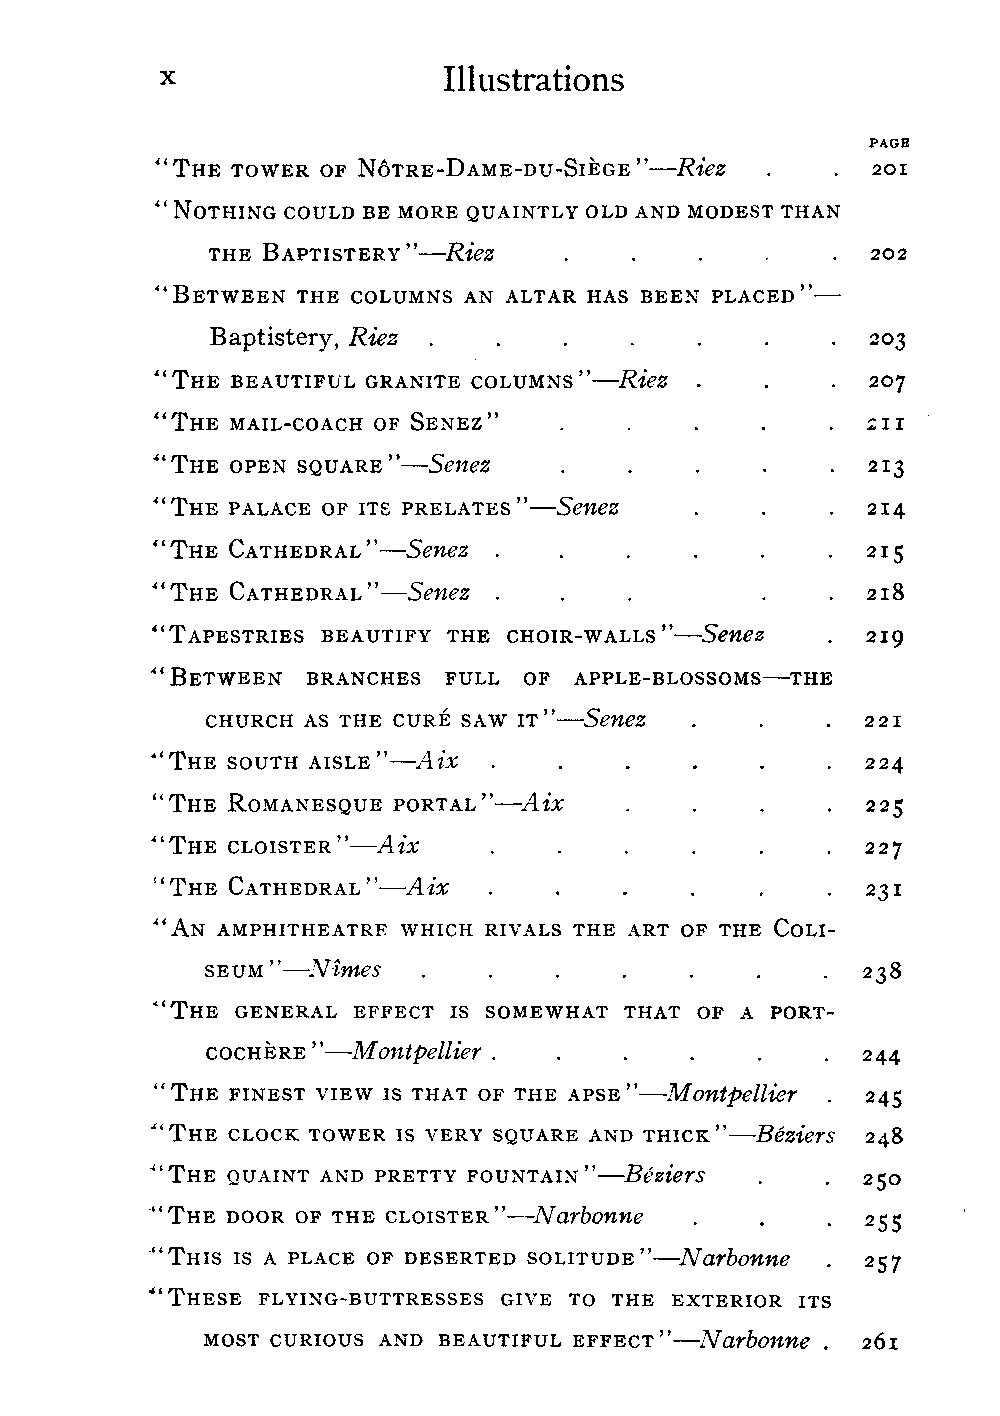 x Illustrations
PAGE
"The tower of Nôtre-Dame-du-Siège"—Riez . . 201
"Nothing could be more quaintly old and modest than
the Baptistery"—Riez . . . . . 202
"Between the columns an altar has been placed"—
Baptistery, Riez . . . . . . . 203
"The beautiful granite columns"—Riez . . . 207
"The mail-coach of Senez" . . . . . 211
"The open square"—Senez . . . . . 213
"The palace of its prelates"—Senez . . . 214
"The Cathedral"—Senez . . . . . . 215
"The Cathedral"—Senez . . . . . 218
"Tapestries beautify the choir-walls"—Senez . 219
"Between branches full of apple-blossoms—the
church as the curé saw it"—Senez . . . 221
"The south aisle"—Aix . . . . . . 224
"The Romanesque portal"—Aix . . . . 225
"The cloister"—Aix . . . . . . 227
"The Cathedral"—Aix . . . . . . 231
"An amphitheatre which rivals the art of the Coli-
seum"—Nîmes . . . . . . . 238
"The general effect is somewhat that of a port-
cochère"—Montpellier . . . . . . 244
"The finest view is that of the apse"—Montpellier . 245
"The clock tower is very square and thick"—Béziers 248
"The quaint and pretty fountain"—Béziers . . 250
"The door of the cloister"—Narbonne . . . 255
"This is a place of deserted solitude"—Narbonne . 257
"These flying-buttresses give to the exterior its
most curious and beautiful effect"—Narbonne . 261